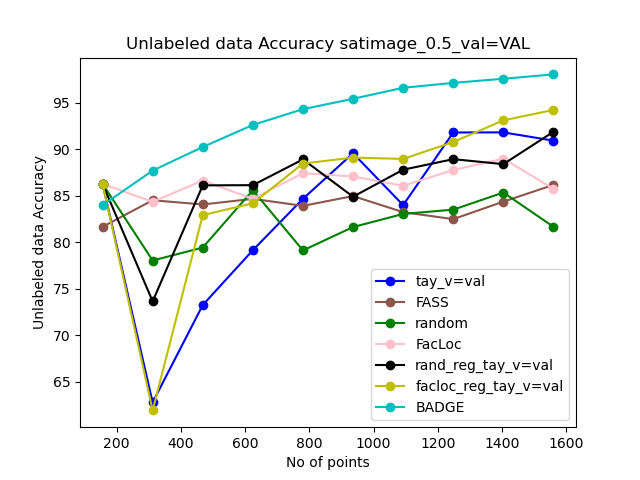 Unlabeled data Accuracy satimage_0.5_val=VAL
Unlabeled data Accuracy
95
90
85
80
75
70
65
200
400
600
800
1000
1200
1400
1600
No of points
tay_v=val
FASS
random
FacLoc
rand_reg_tay_v=val
facloc_reg_tay_v=val
BADGE